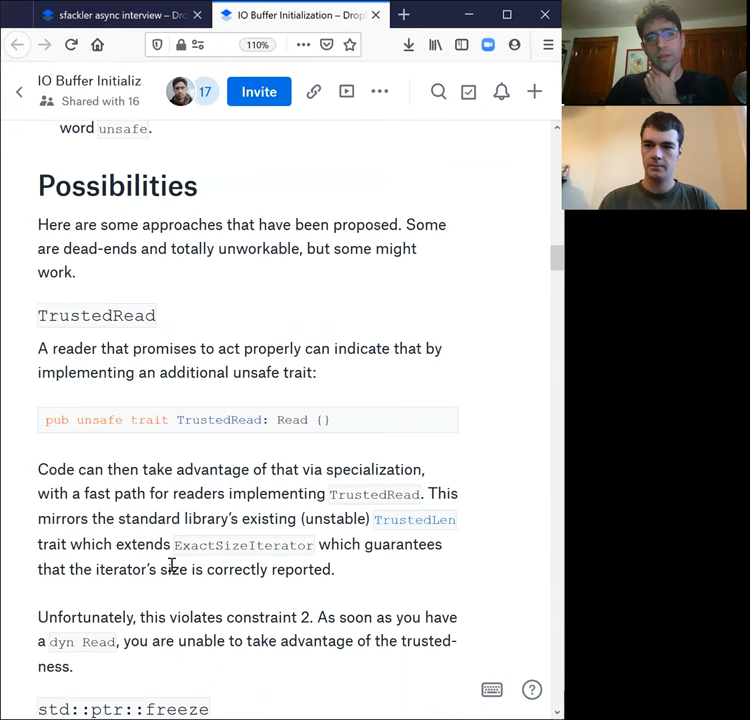 sfackler async interview – Dro
IO Buffer Initialization – Drop
110%
IO Buffer Initializ
Shared with 16
17
Invite
word unsafe.
Possibilities
Here are some approaches that have been proposed. Some
are dead-ends and totally unworkable, but some might
work.
TrustedRead
A reader that promises to act properly can indicate that by
implementing an additional unsafe trait:
pub unsafe trait TrustedRead: Read {}
Code can then take advantage of that via specialization,
with a fast path for readers implementing TrustedRead. This
mirrors the standard library's existing (unstable) TrustedLen
trait which extends ExactSizeIterator which guarantees
that the iterator's size is correctly reported.
Unfortunately, this violates constraint 2. As soon as you have
a dyn Read, you are unable to take advantage of the trusted-
ness.
std::ptr::freeze